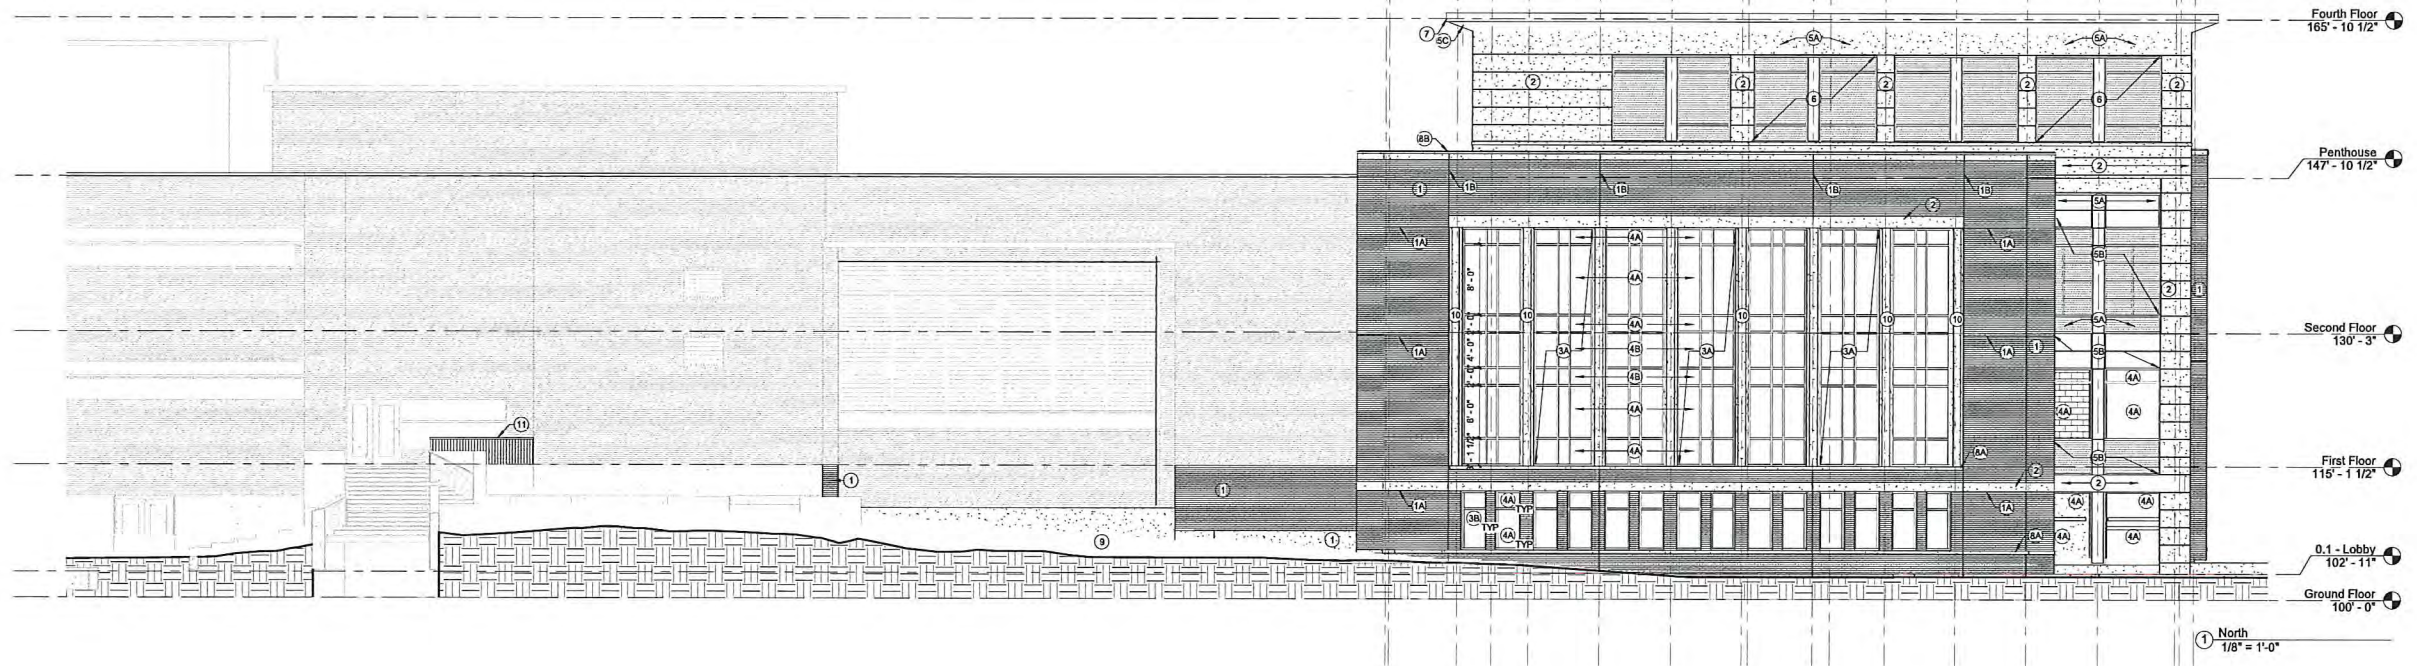 Fourth Floor
165' - 10 1/2"
7
5C
5A
5A
2
2
2
2
2
6
6
8B
Penthouse
147' - 10 1/2"
2
1
1B
1B
1B
1B
5A
2
1A
4A
1A
5B
4A
8' - 0"
2
1
10
10
10
10
10
4A
5A
Second Floor
130' - 3"
1A
3A
4B
3A
3A
1A
1
5B
4B
4A
4A
4A
4A
6' - 0"
11
4A
8A
5B
First Floor
115' - 1 1/2"
2
1
1
2
1A
4A
TYP
1A
4A
4A
3B
TYP
4A
TYP
8A
4A
4A
9
1
0.1 - Lobby
102' - 11"
Ground Floor
100' - 0"
1
North
1/8" = 1'-0"